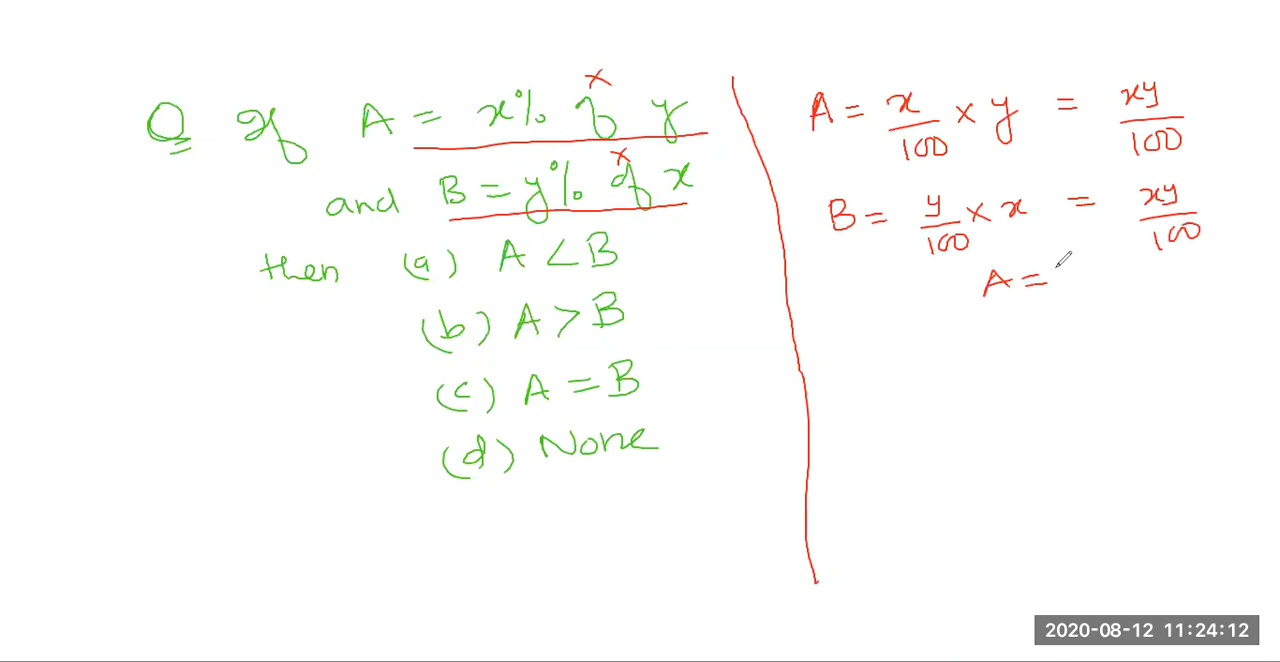 Q If A = x% of y
and B = y% of x
then (a) A < B
(b) A > B
(c) A = B
(d) None
A = x/100 × y = xy/100
B = y/100 × x = xy/100
A =
2020-08-12 11:24:12